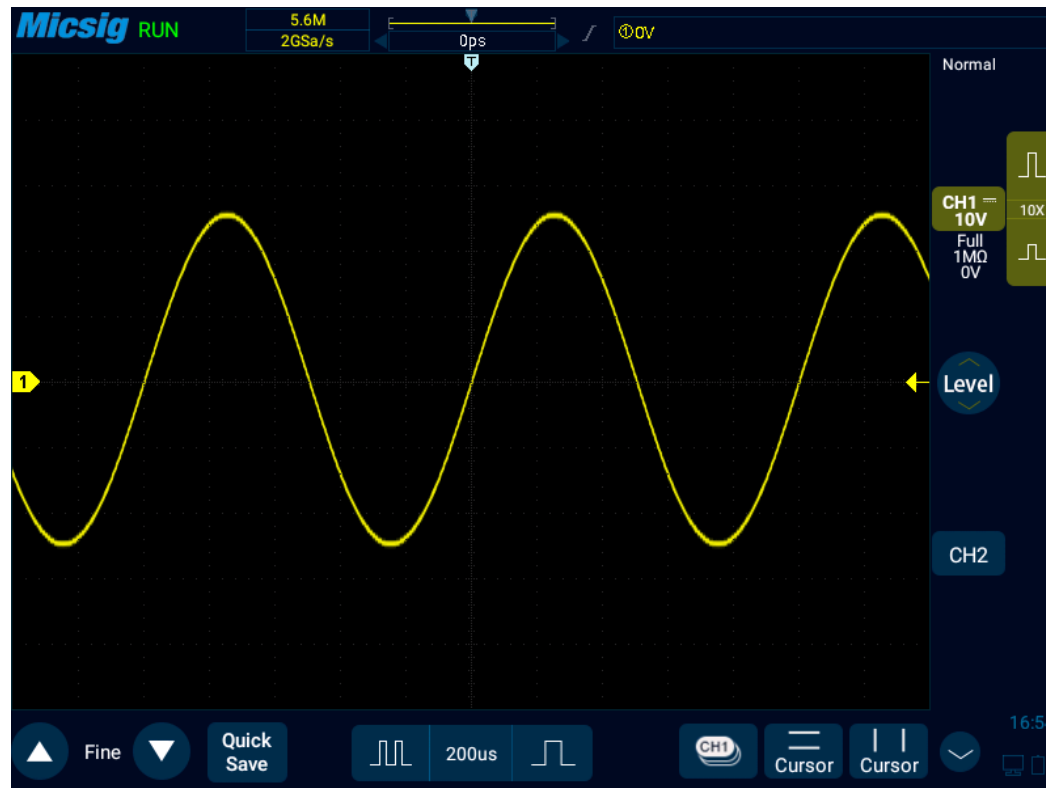 Micsig RUN
5.6M
2GSa/s
0ps
①0V
T
Normal
CH1
10V
10X
Full
1MΩ
0V
1
Level
CH2
Fine
Quick
Save
200us
CH1
Cursor
Cursor